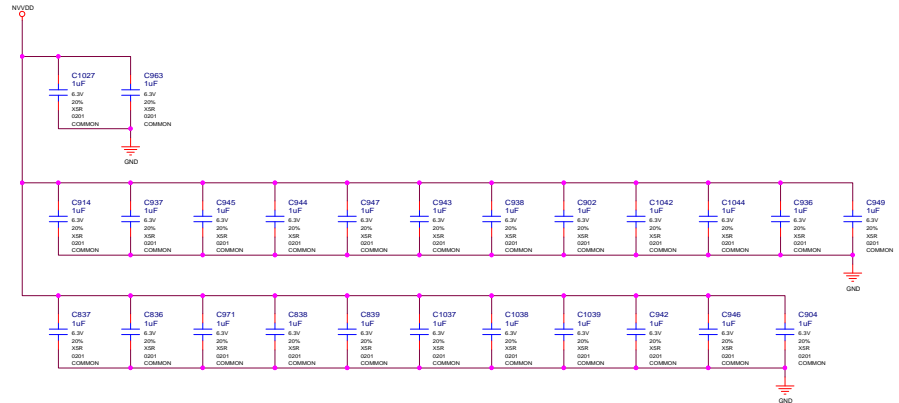 NVVDD
C1027 C963
1uF 1uF
6.3V 6.3V
20% 20%
X5R X5R
0201 0201
COMMON COMMON
GND
C914 C937 C945 C944 C947 C943 C938 C902 C1042 C1044 C936 C949
1uF 1uF 1uF 1uF 1uF 1uF 1uF 1uF 1uF 1uF 1uF 1uF
6.3V 6.3V 6.3V 6.3V 6.3V 6.3V 6.3V 6.3V 6.3V 6.3V 6.3V 6.3V
20% 20% 20% 20% 20% 20% 20% 20% 20% 20% 20% 20%
X5R X5R X5R X5R X5R X5R X5R X5R X5R X5R X5R X5R
0201 0201 0201 0201 0201 0201 0201 0201 0201 0201 0201 0201
COMMON COMMON COMMON COMMON COMMON COMMON COMMON COMMON COMMON COMMON COMMON COMMON
GND
C837 C836 C971 C838 C839 C1037 C1038 C1039 C942 C946 C904
1uF 1uF 1uF 1uF 1uF 1uF 1uF 1uF 1uF 1uF 1uF
6.3V 6.3V 6.3V 6.3V 6.3V 6.3V 6.3V 6.3V 6.3V 6.3V 6.3V
20% 20% 20% 20% 20% 20% 20% 20% 20% 20% 20%
X5R X5R X5R X5R X5R X5R X5R X5R X5R X5R X5R
0201 0201 0201 0201 0201 0201 0201 0201 0201 0201 0201
COMMON COMMON COMMON COMMON COMMON COMMON COMMON COMMON COMMON COMMON COMMON
GND